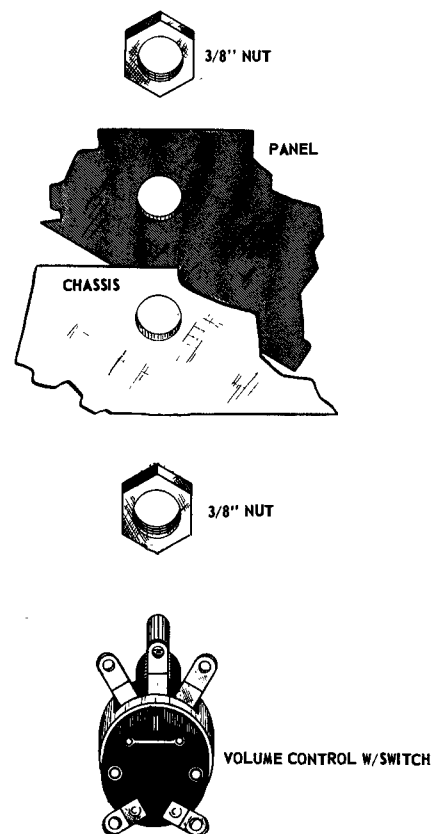 3/8" NUT
PANEL
CHASSIS
3/8" NUT
VOLUME CONTROL W/SWITCH